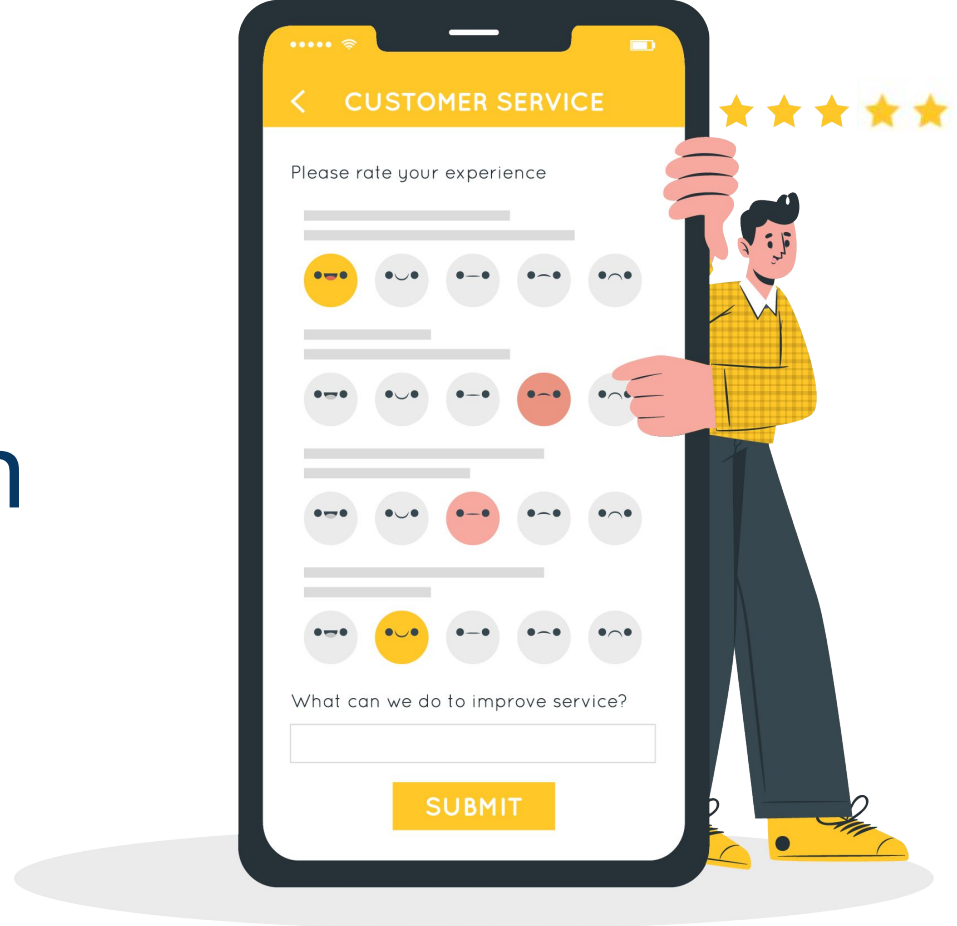 CUSTOMER SERVICE
Please rate your experience
n
What can we do to improve service?
SUBMIT